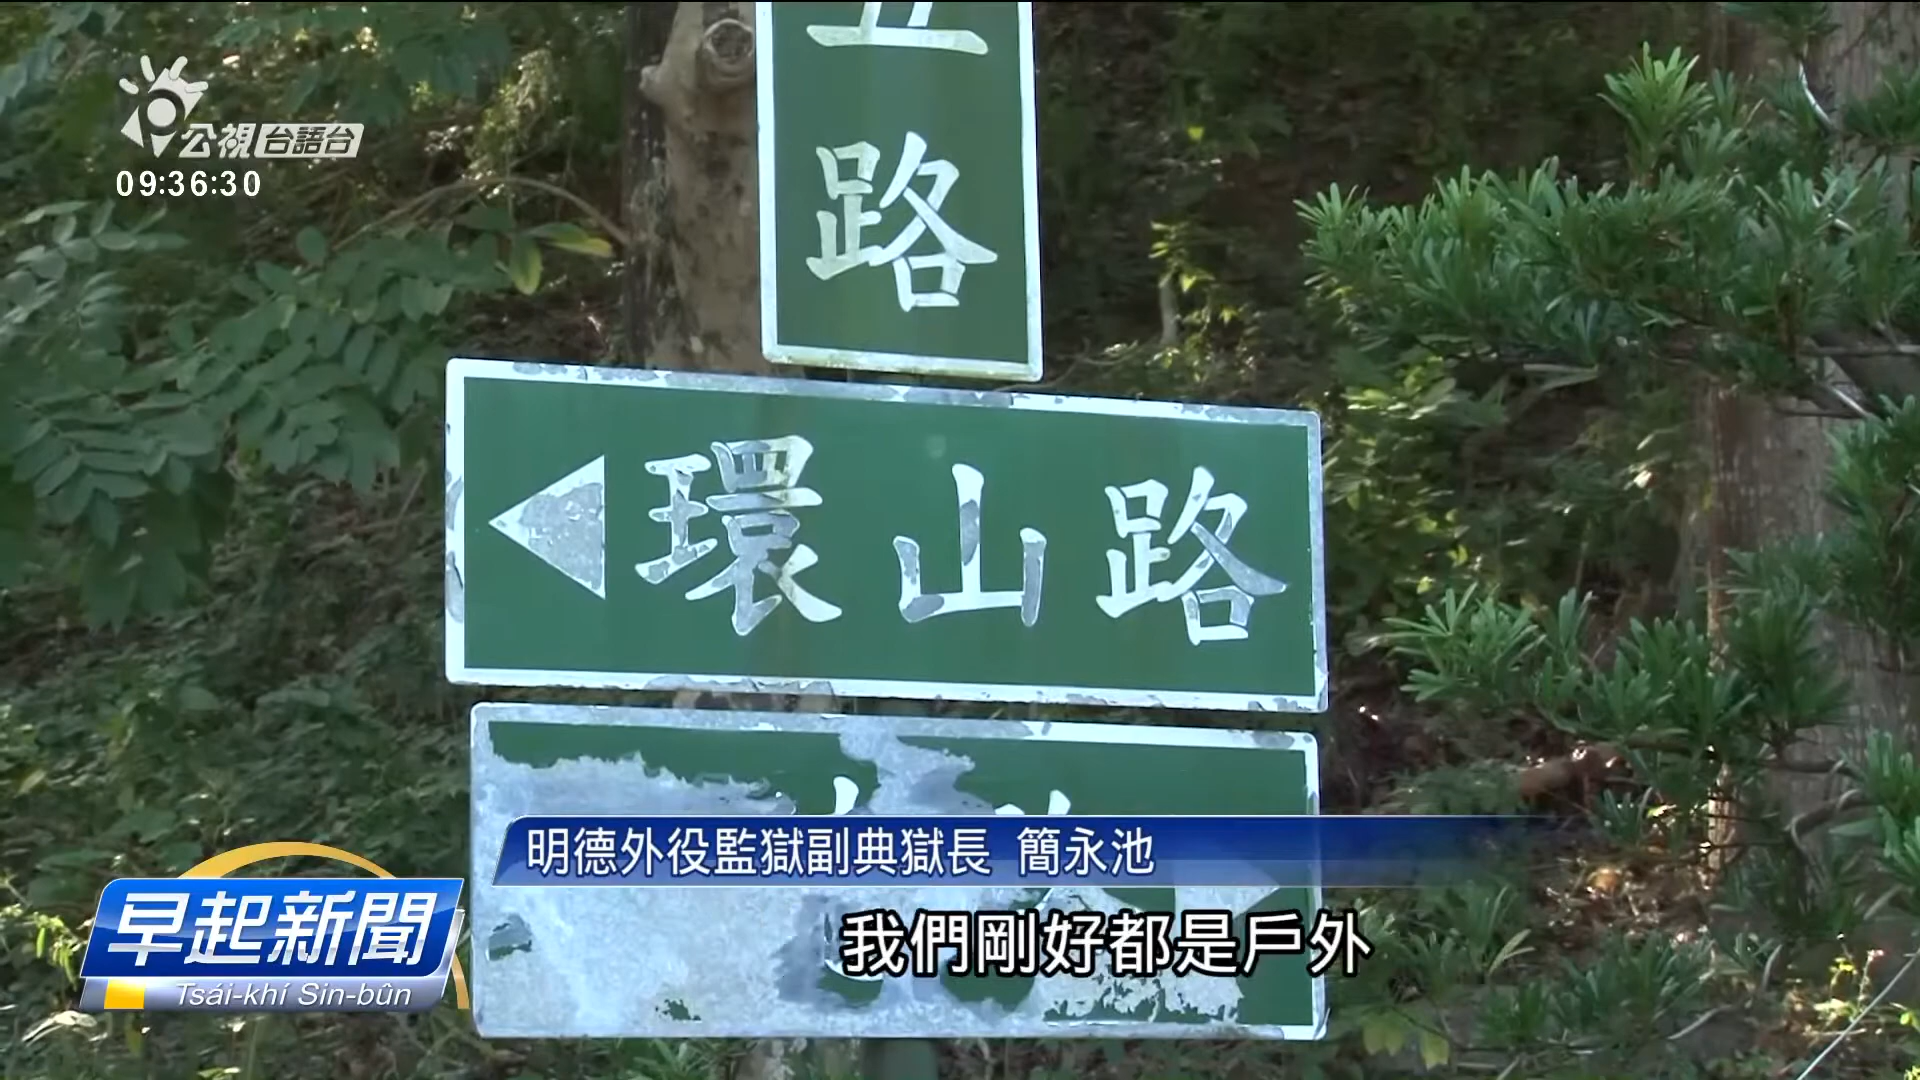 路
公視台語台
09:36:30
環山路
明德外役監獄副典獄長 簡永池
早起新聞
我們剛好都是戶外
Tsái-khí Sin-bûn